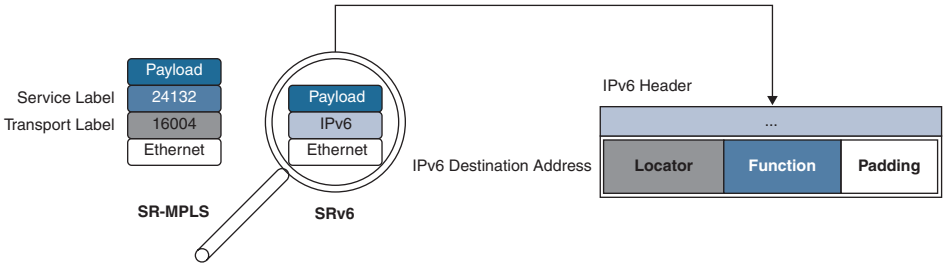 Payload
Service Label 24132
Transport Label 16004
Ethernet
SR-MPLS
Payload
IPv6
Ethernet
SRv6
IPv6 Header
...
IPv6 Destination Address Locator Function Padding